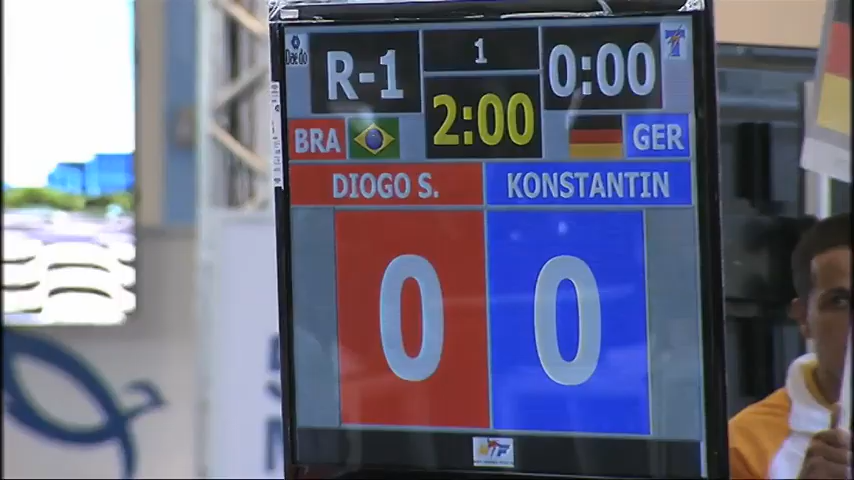 Daedo
R-1 1 0:00
2:00
BRA GER
DIOGO S. KONSTANTIN
0 0